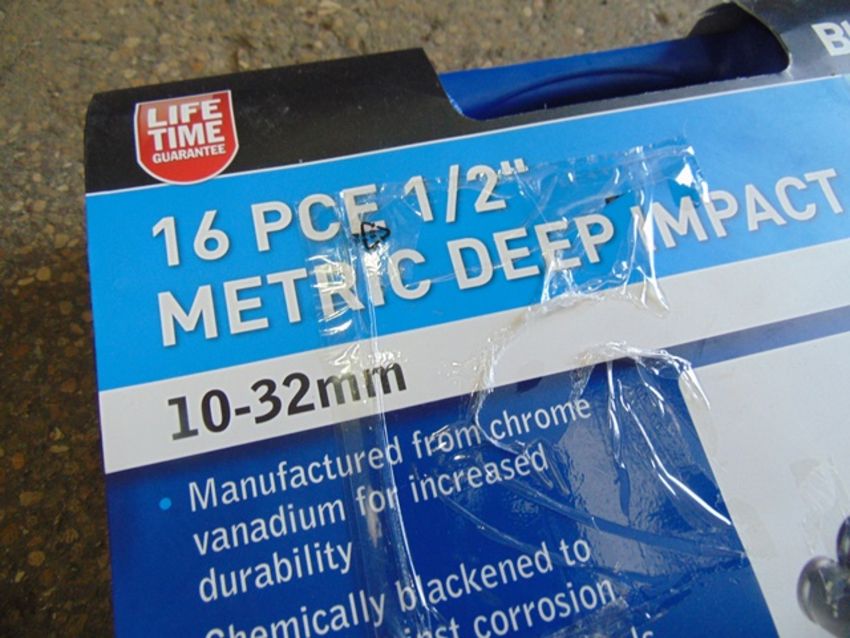 LIFE
TIME
GUARANTEE
16 PCE 1/2"
METRIC DEEP IMPACT
10-32mm
• Manufactured from chrome
vanadium for increased
durability
Chemically blackened to
corrosion